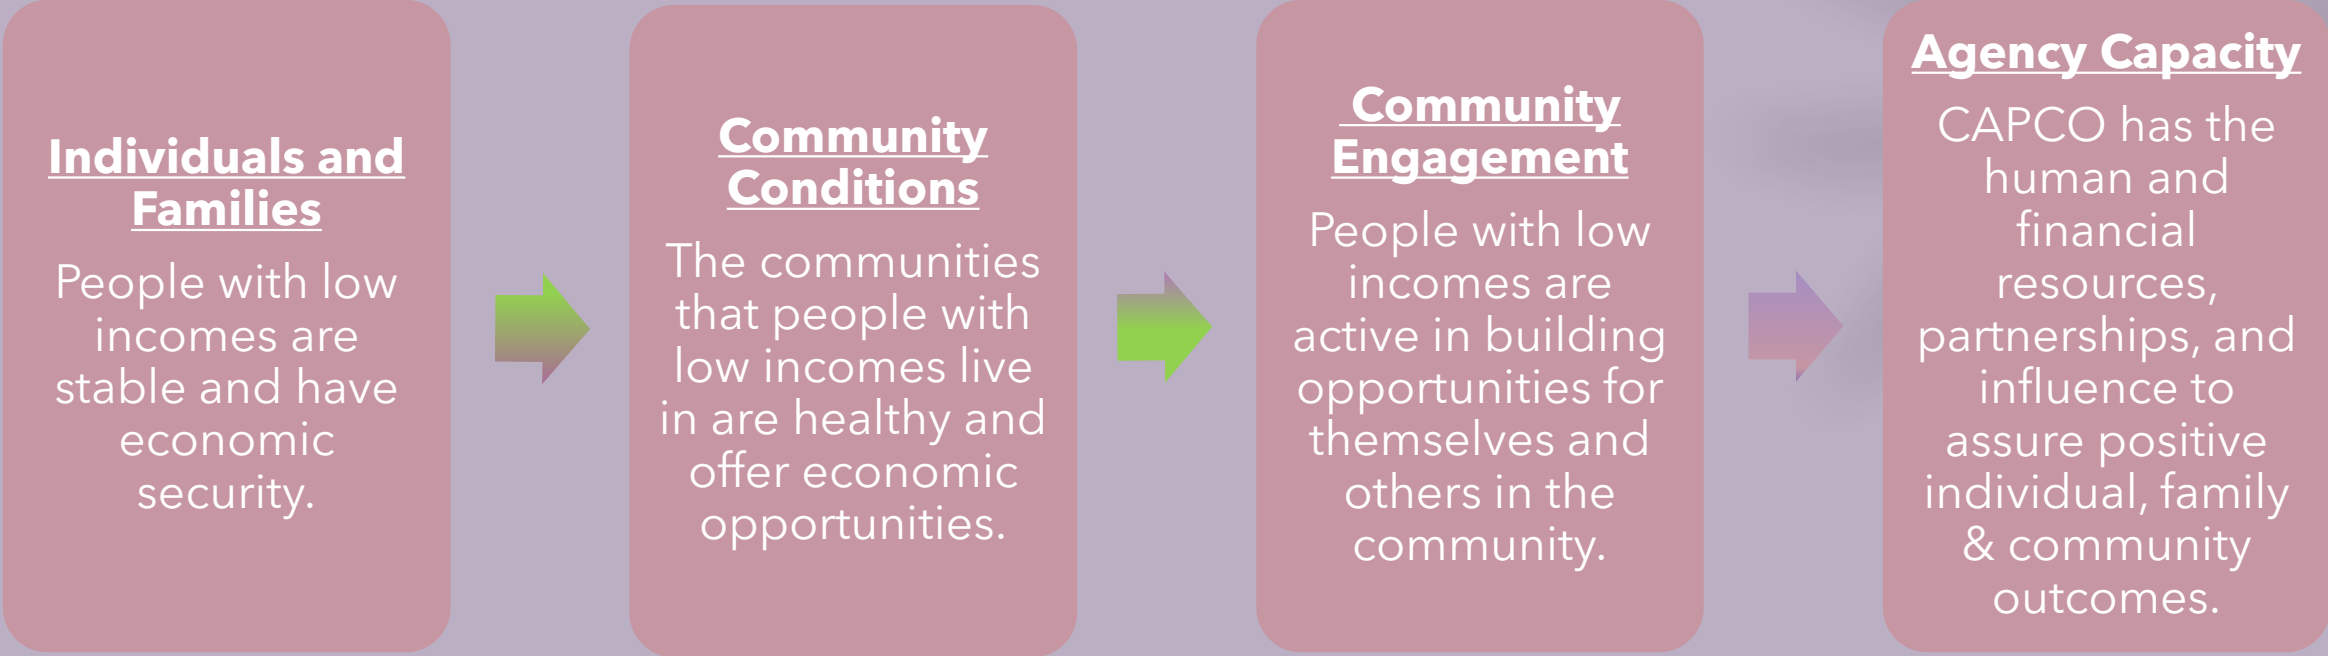 Individuals and
Families
People with low
incomes are
stable and have
economic
security.
Community
Conditions
The communities
that people with
low incomes live
in are healthy and
offer economic
opportunities.
Community
Engagement
People with low
incomes are
active in building
opportunities for
themselves and
others in the
community.
Agency Capacity
CAPCO has the
human and
financial
resources,
partnerships, and
influence to
assure positive
individual, family
& community
outcomes.